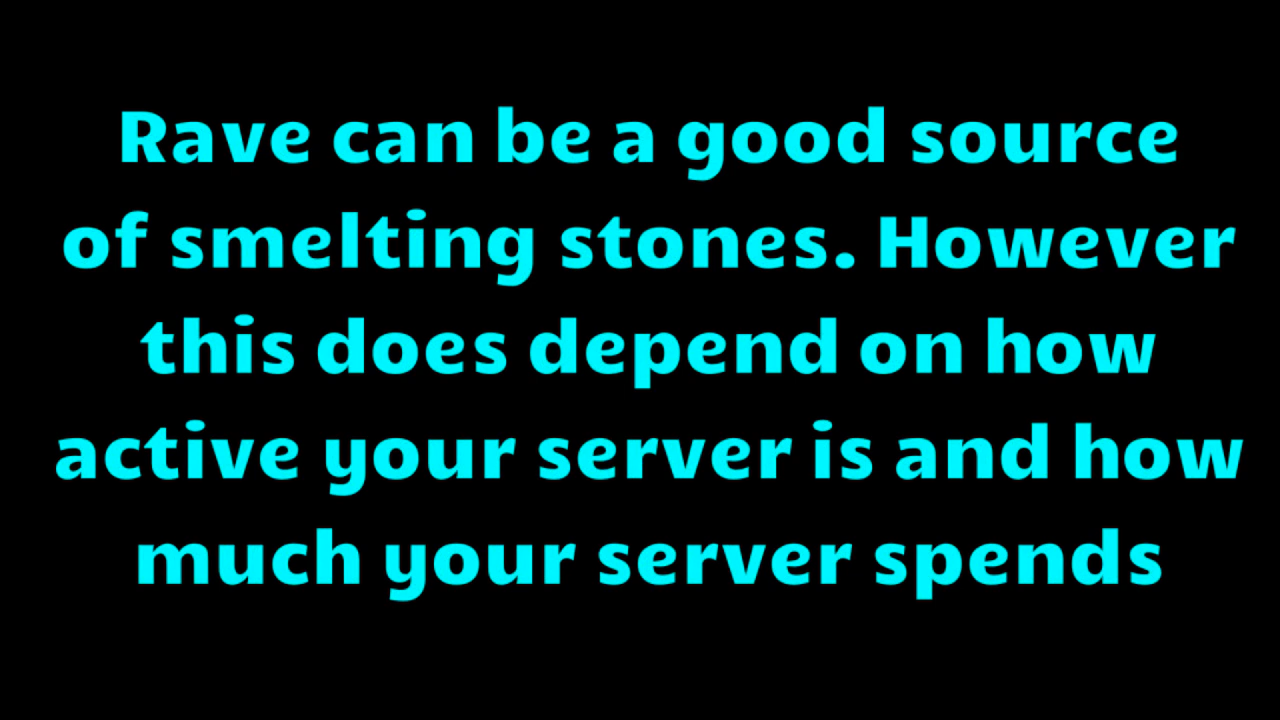 Rave can be a good source
of smelting stones. However
this does depend on how
active your server is and how
much your server spends